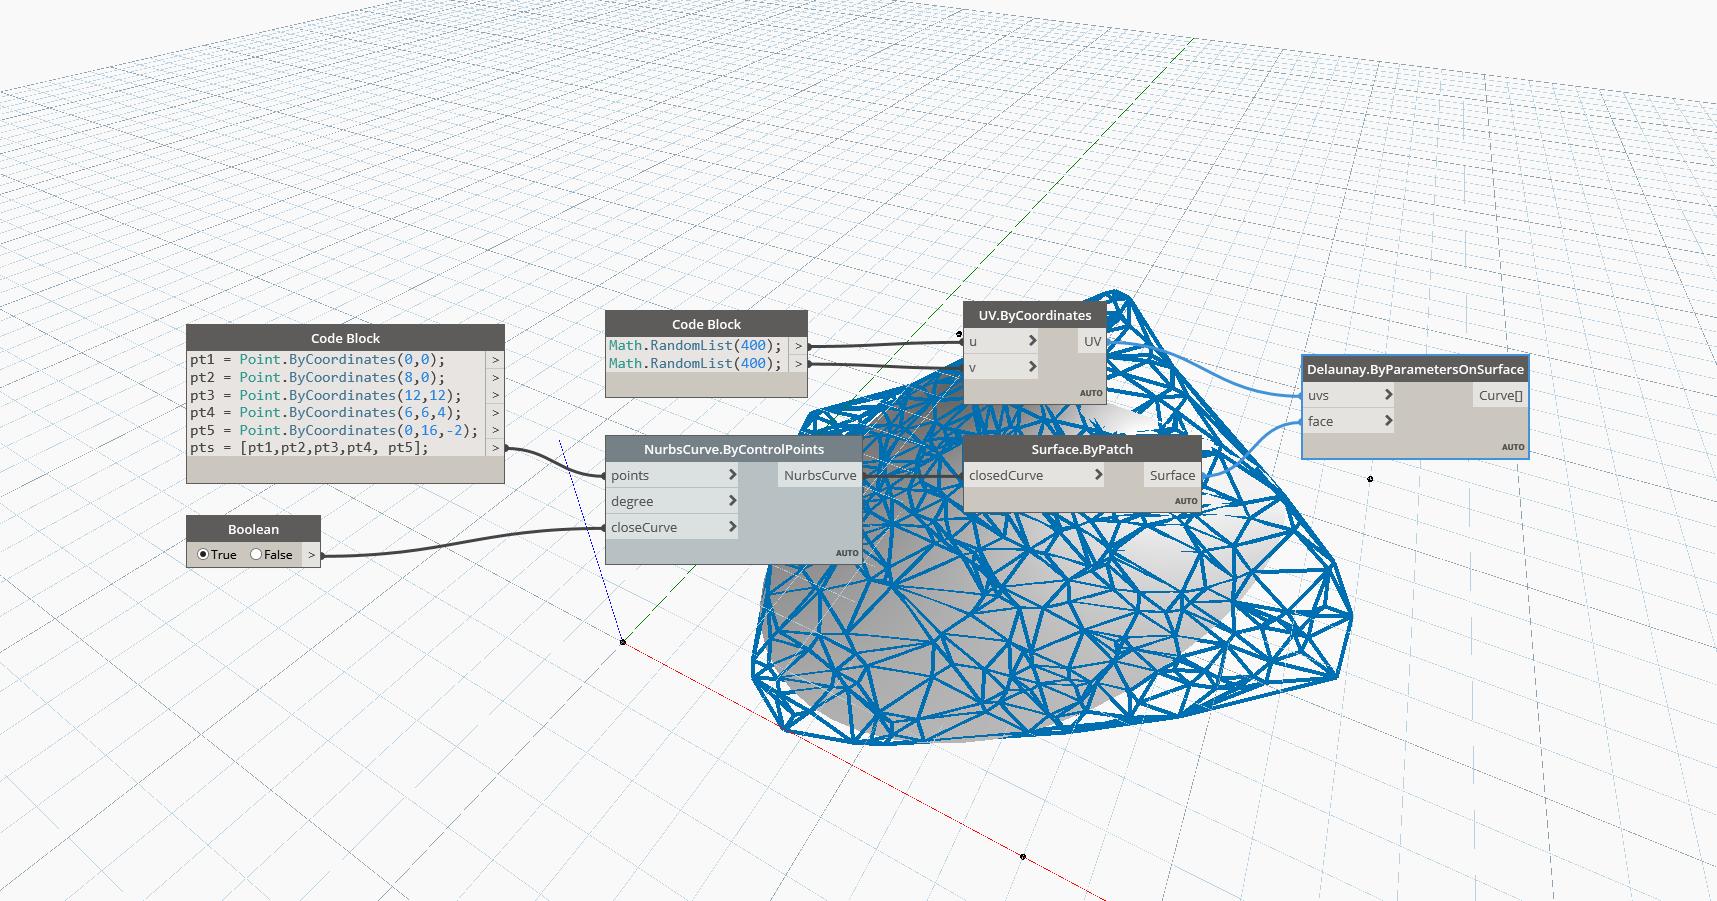 Code Block
pt1 = Point.ByCoordinates(0,0);
>
pt2 = Point.ByCoordinates(8,0);
>
pt3 = Point.ByCoordinates(12,12);
>
pt4 = Point.ByCoordinates(6,6,4);
>
pt5 = Point.ByCoordinates(0,16,-2);
>
pts = [pt1,pt2,pt3,pt4, pt5];
>
Boolean
True False >
Code Block
Math.RandomList(400); >
Math.RandomList(400); >
NurbsCurve.ByControlPoints
points > NurbsCurve
degree >
closeCurve >
AUTO
UV.ByCoordinates
u > UV
v >
AUTO
Surface.ByPatch
closedCurve > Surface
AUTO
Delaunay.ByParametersOnSurface
uvs > Curve[]
face >
AUTO